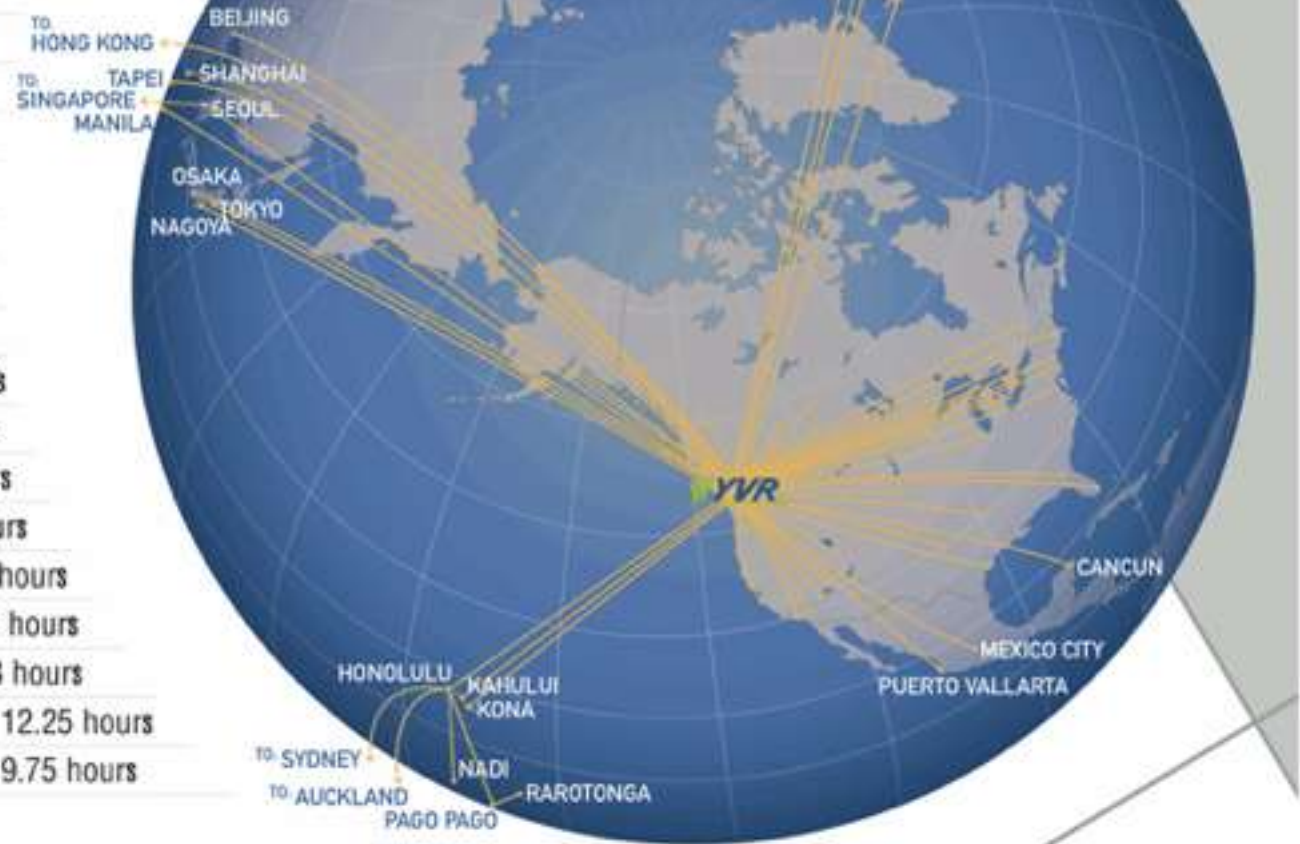 BEIJING
TO:
HONG KONG
SHANGHAI
TAPEI
TO:
SINGAPORE
SEOUL
MANILA
OSAKA
TOKYO
NAGOYA
YVR
hours
hours
hours
12.25 hours
9.75 hours
CANCUN
MEXICO CITY
PUERTO VALLARTA
HONOLULU
KAHULUI
KONA
TO: SYDNEY
NADI
TO: AUCKLAND
RAROTONGA
PAGO PAGO